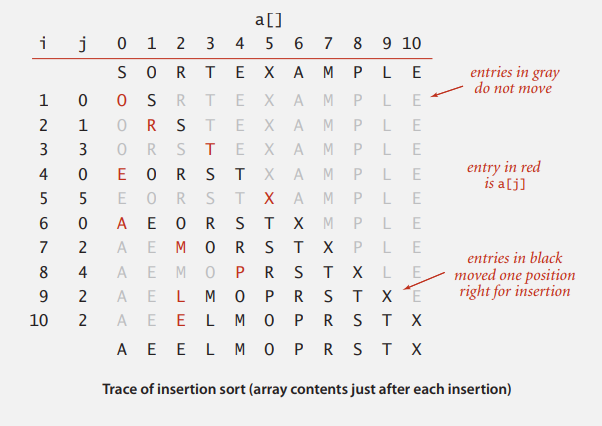 a[]
i j 0 1 2 3 4 5 6 7 8 9 10
S O R T E X A M P L E
1 0 O S R T E X A M P L E
2 1 O R S T E X A M P L E
3 3 O R S T E X A M P L E
4 0 E O R S T X A M P L E
5 5 E O R S T X A M P L E
6 0 A E O R S T X M P L E
7 2 A E M O R S T X P L E
8 4 A E M O P R S T X L E
9 2 A E L M O P R S T X E
10 2 A E E L M O P R S T X
A E E L M O P R S T X
entries in gray
do not move
entry in red
is a[j]
entries in black
moved one position
right for insertion
Trace of insertion sort (array contents just after each insertion)